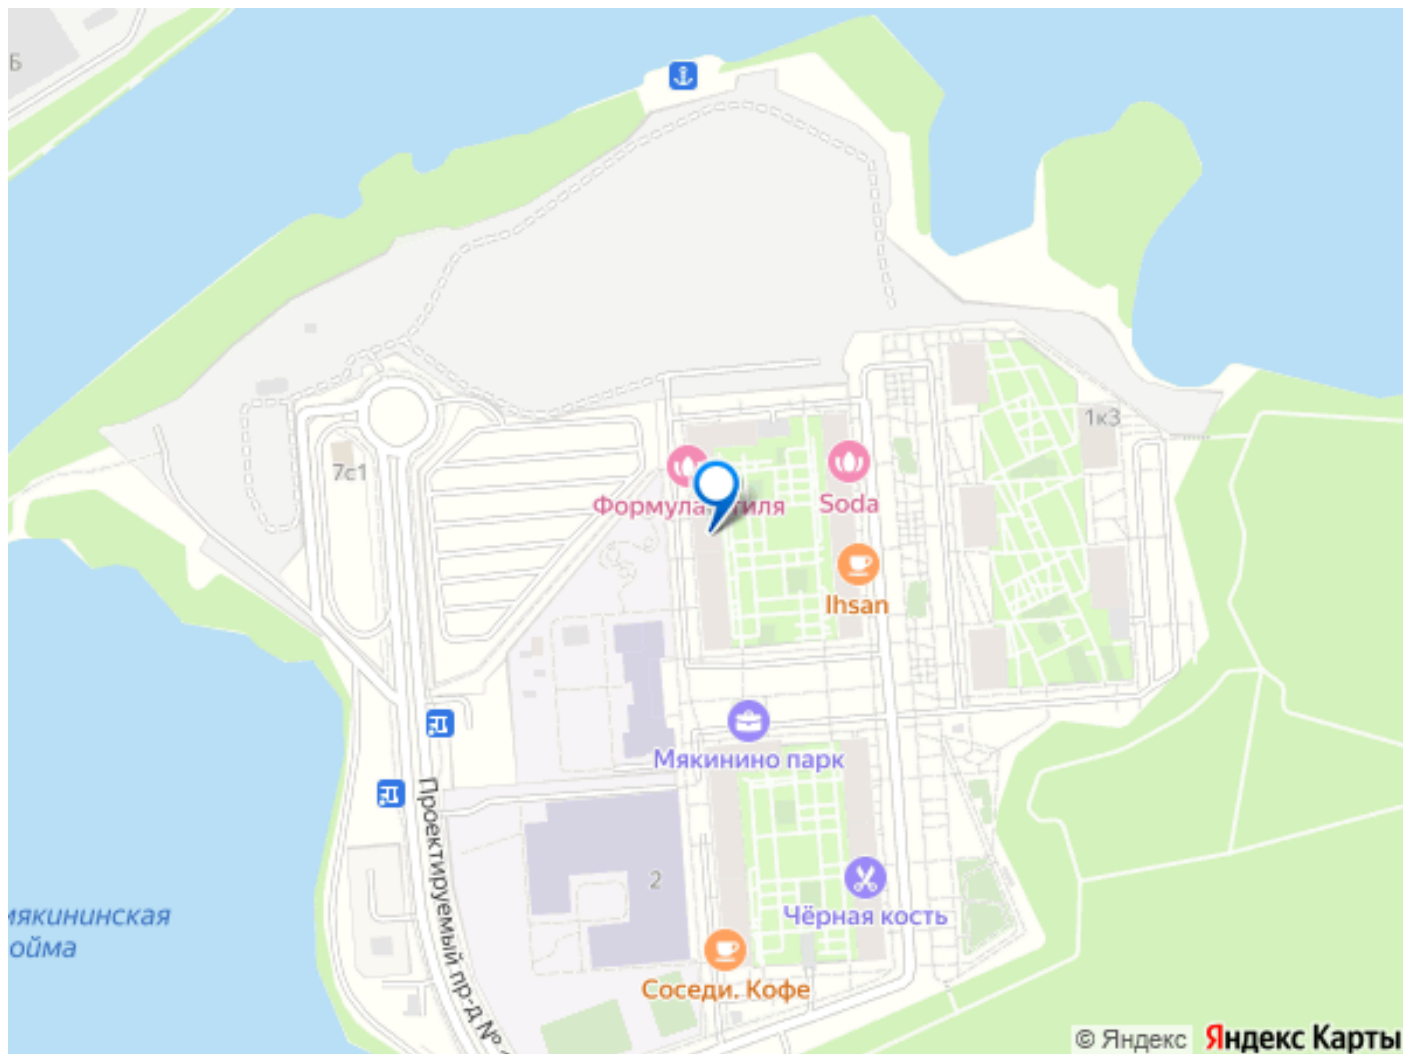 Б
1к3
7с1
Формула стиля
Soda
Ihsan
Мякинино парк
Проектируемый пр-д №
2
Чёрная кость
мякининская
ойма
Соседи. Кофе
© Яндекс Яндекс Карты